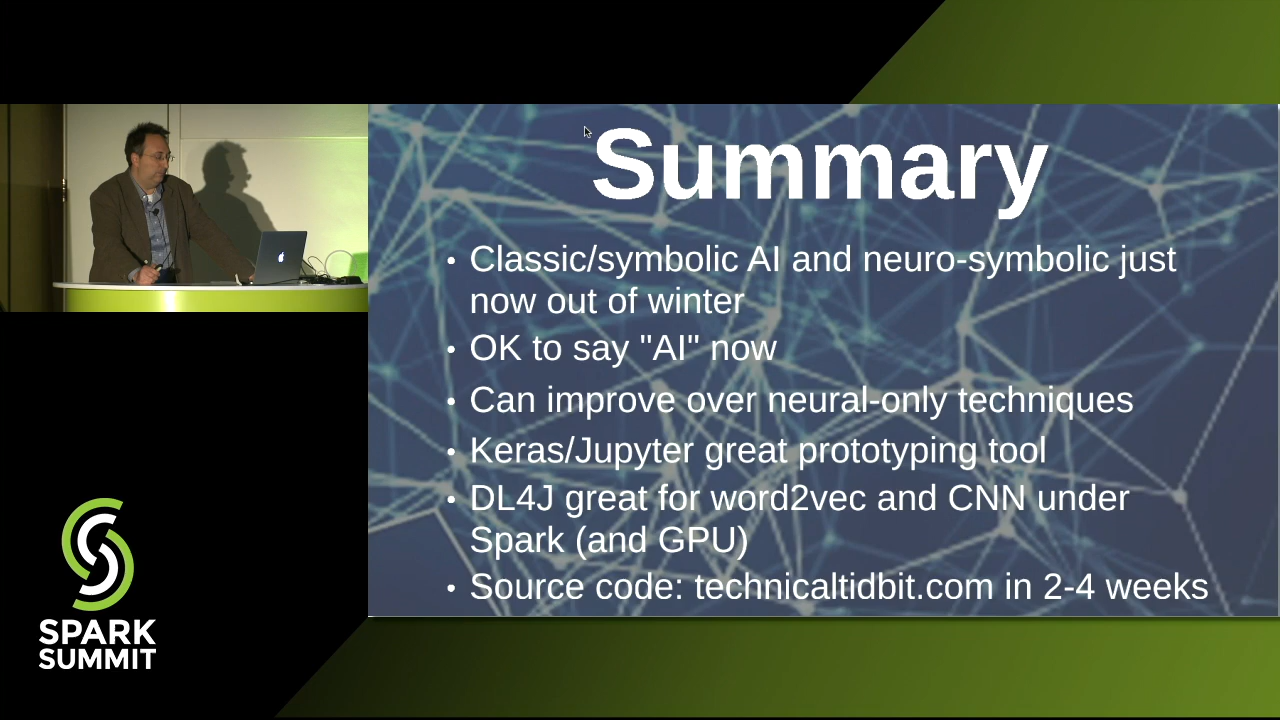 Summary
• Classic/symbolic AI and neuro-symbolic just
now out of winter
• OK to say "AI" now
• Can improve over neural-only techniques
• Keras/Jupyter great prototyping tool
• DL4J great for word2vec and CNN under
Spark (and GPU)
• Source code: technicaltidbit.com in 2-4 weeks
SPARK
SUMMIT